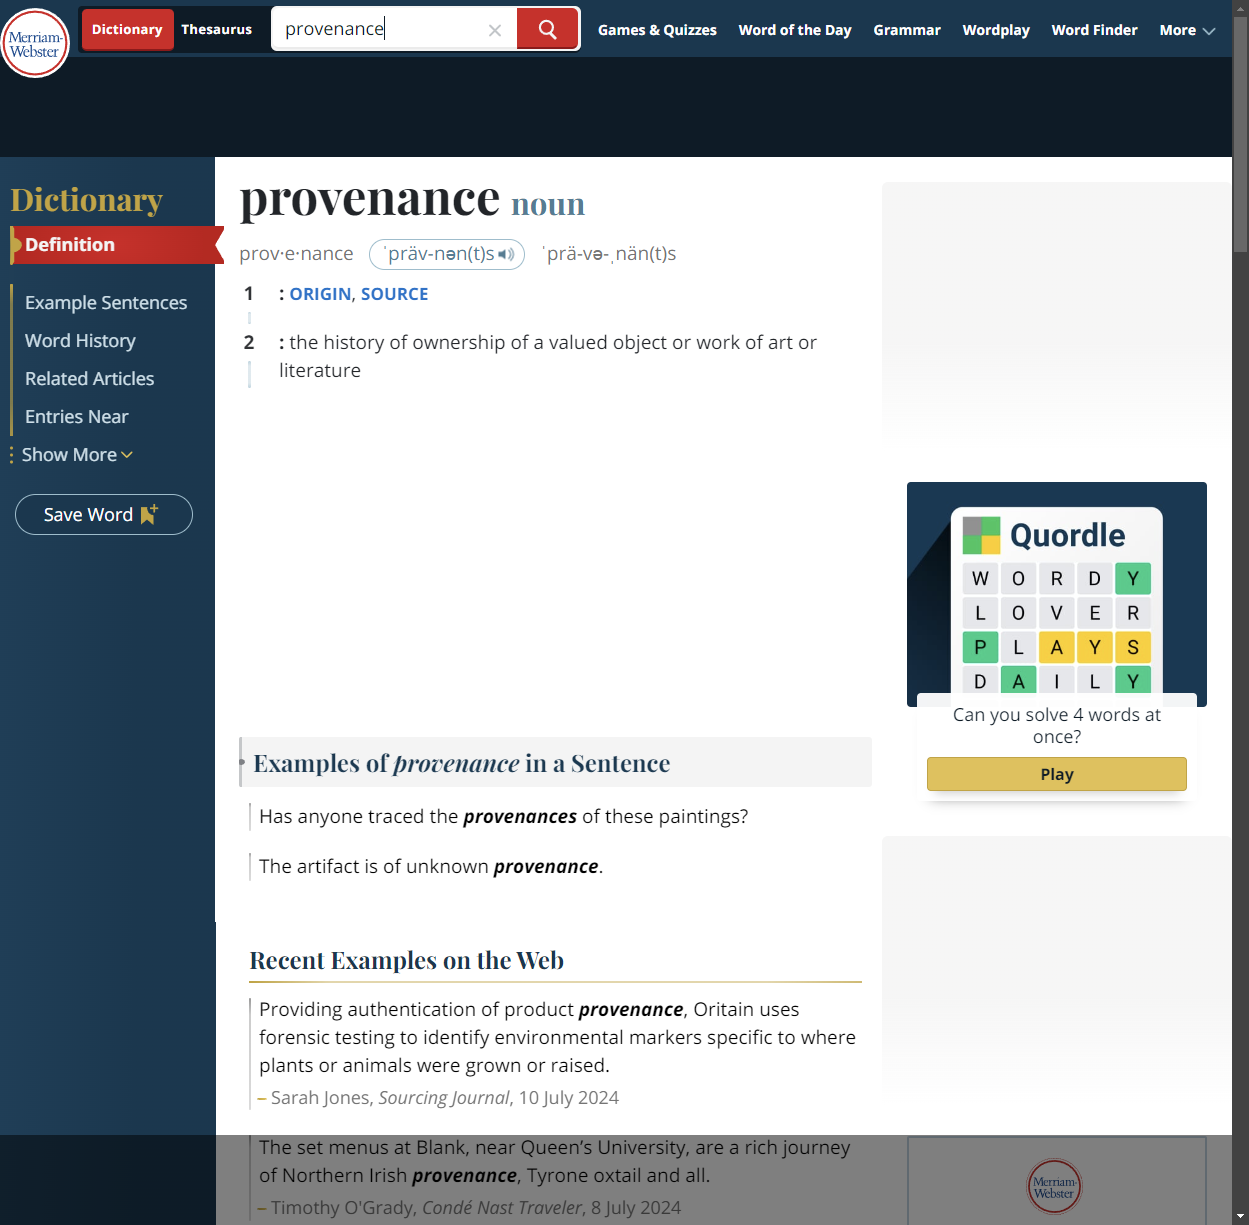 Merriam-
Webster
Dictionary
Thesaurus
provenance
Games & Quizzes
Word of the Day
Grammar
Wordplay
Word Finder
More
Dictionary
Definition
Example Sentences
Word History
Related Articles
Entries Near
Show More
Save Word
provenance noun
prov·e·nance ˈpräv-nən(t)s ˈprä-və-ˌnän(t)s
1 : ORIGIN, SOURCE
2 : the history of ownership of a valued object or work of art or
literature
Quordle
W O R D Y
L O V E R
P L A Y S
D A I L Y
Can you solve 4 words at
once?
Play
Examples of provenance in a Sentence
Has anyone traced the provenances of these paintings?
The artifact is of unknown provenance.
Recent Examples on the Web
Providing authentication of product provenance, Oritain uses
forensic testing to identify environmental markers specific to where
plants or animals were grown or raised.
– Sarah Jones, Sourcing Journal, 10 July 2024
The set menus at Blank, near Queen’s University, are a rich journey
of Northern Irish provenance, Tyrone oxtail and all.
– Timothy O'Grady, Condé Nast Traveler, 8 July 2024
Merriam-
Webster